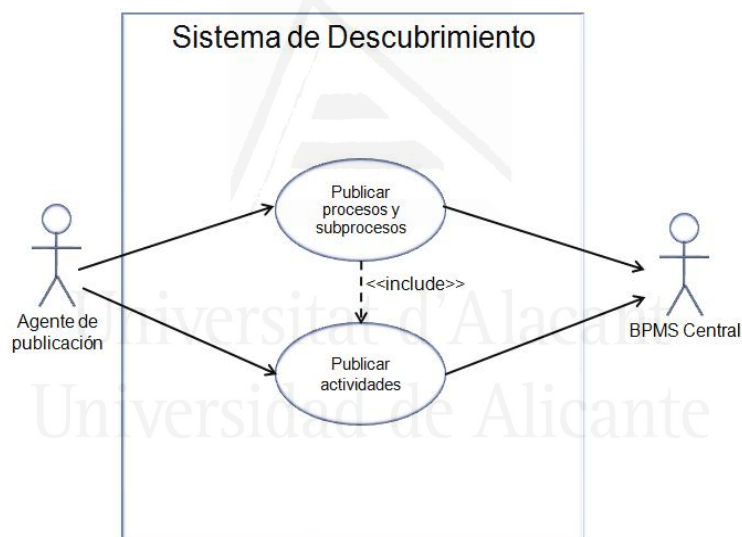 Sistema de Descubrimiento
Publicar
procesos y
subprocesos
<<include>>
Agente de
publicación
BPMS Central
Publicar
actividades
Universitat d'Alacant
Universidad de Alicante